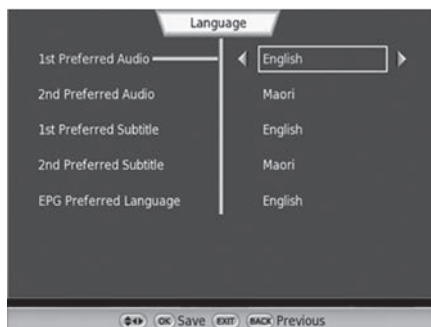 Language
1st Preferred Audio English
2nd Preferred Audio Maori
1st Preferred Subtitle English
2nd Preferred Subtitle Maori
EPG Preferred Language English
OK Save EXIT BACK Previous